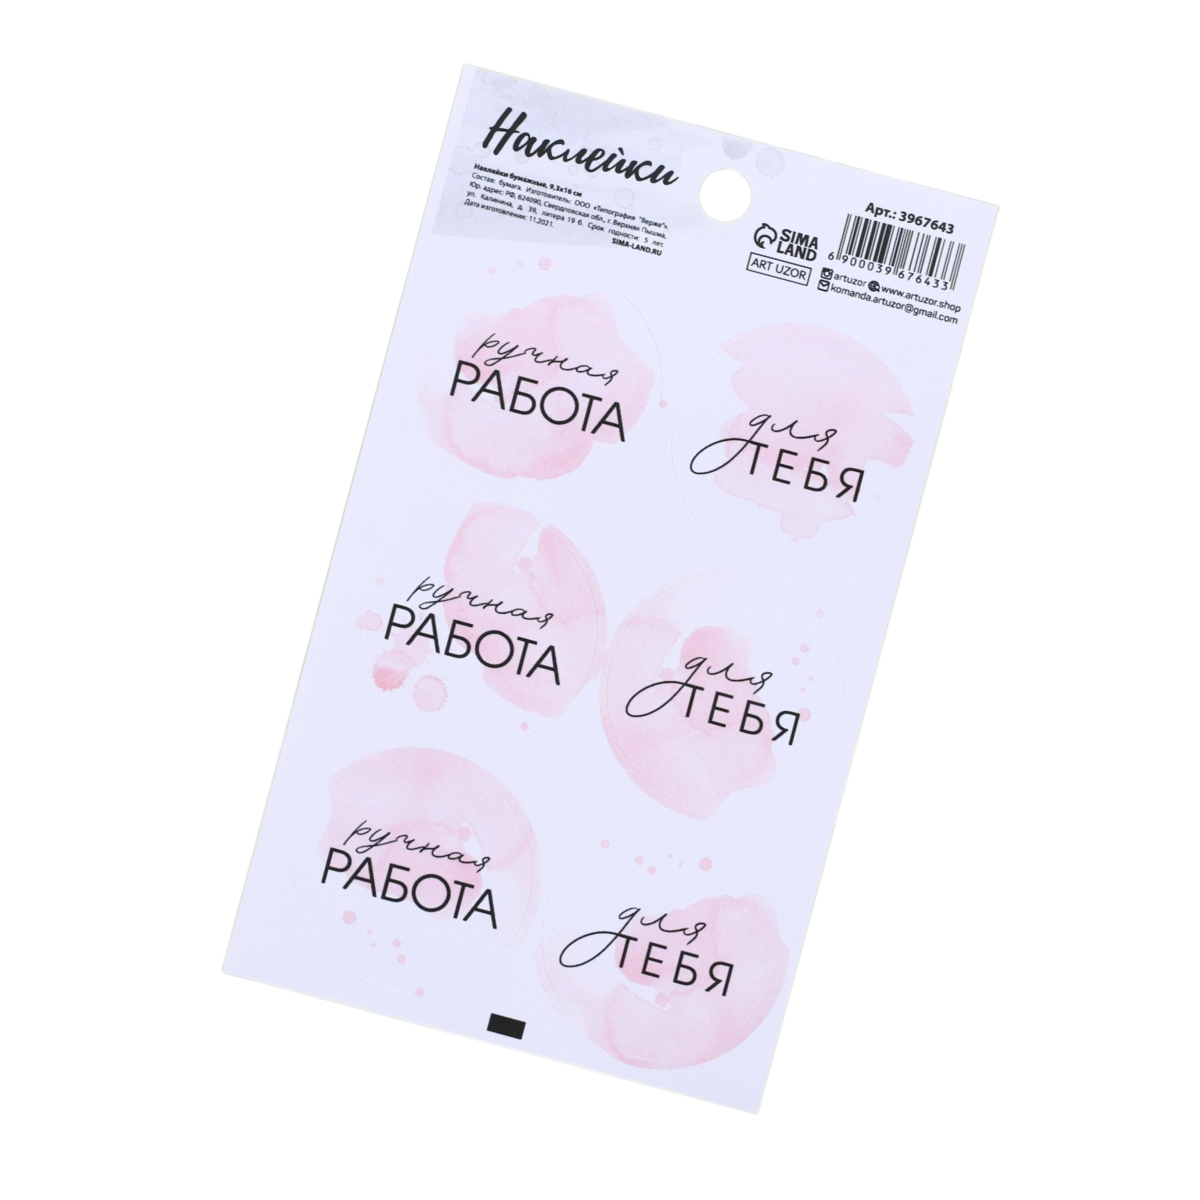 Наклейки
Наклейки бумажные, 9,3х16 см
Состав: бумага. Изготовитель: ООО «Типография "Верже"»,
Юр. адрес: РФ, 624090, Свердловская обл., г. Верхняя Пышма,
ул. Калинина, д. 39, литера 19 б. Срок годности: 5 лет.
Дата изготовления: 11.2021.
SIMA-LAND.RU
Арт.: 3967643
SIMA
LAND
ART UZOR
6 900039 676433
artuzor www.artuzor.shop
komanda.artuzor@gmail.com
ручная
РАБОТА
для
ТЕБЯ
ручная
РАБОТА
для
ТЕБЯ
ручная
РАБОТА
для
ТЕБЯ